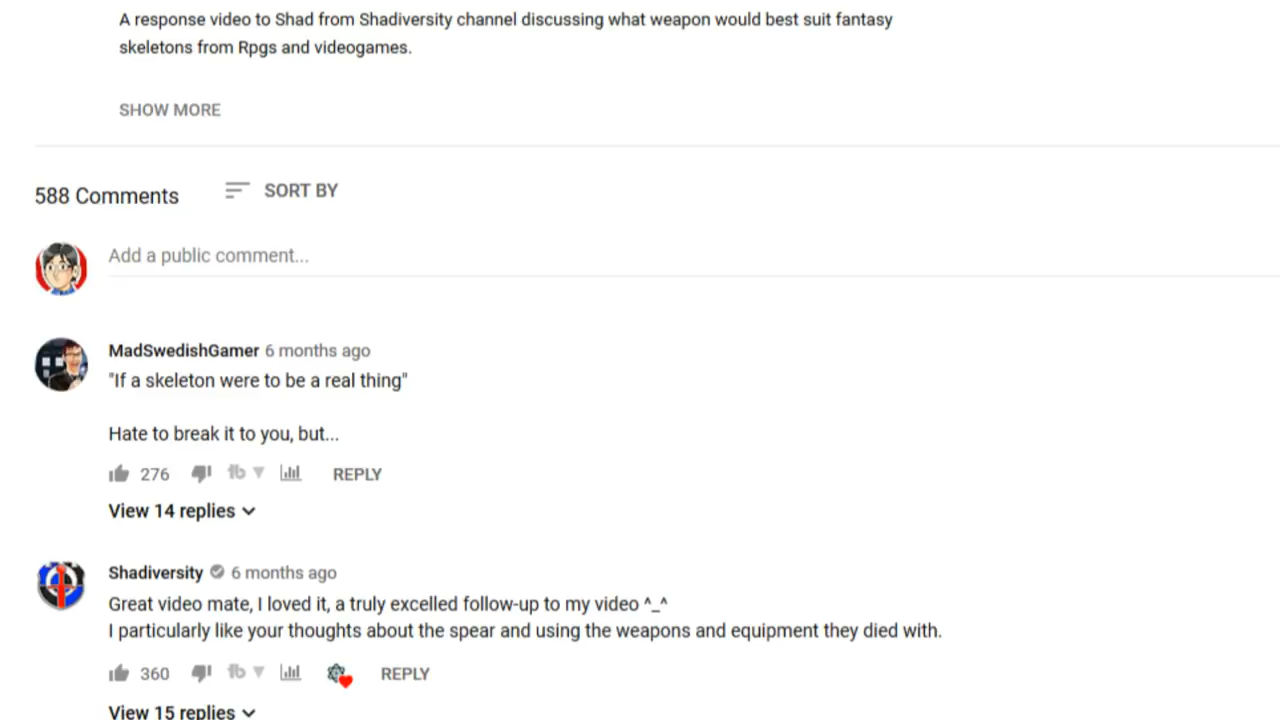 A response video to Shad from Shadiversity channel discussing what weapon would best suit fantasy
skeletons from Rpgs and videogames.
SHOW MORE
588 Comments
SORT BY
Add a public comment...
MadSwedishGamer 6 months ago
"If a skeleton were to be a real thing"
Hate to break it to you, but...
276 tb REPLY
View 14 replies
Shadiversity 6 months ago
Great video mate, I loved it, a truly excelled follow-up to my video ^_^
I particularly like your thoughts about the spear and using the weapons and equipment they died with.
360 tb REPLY
View 15 replies